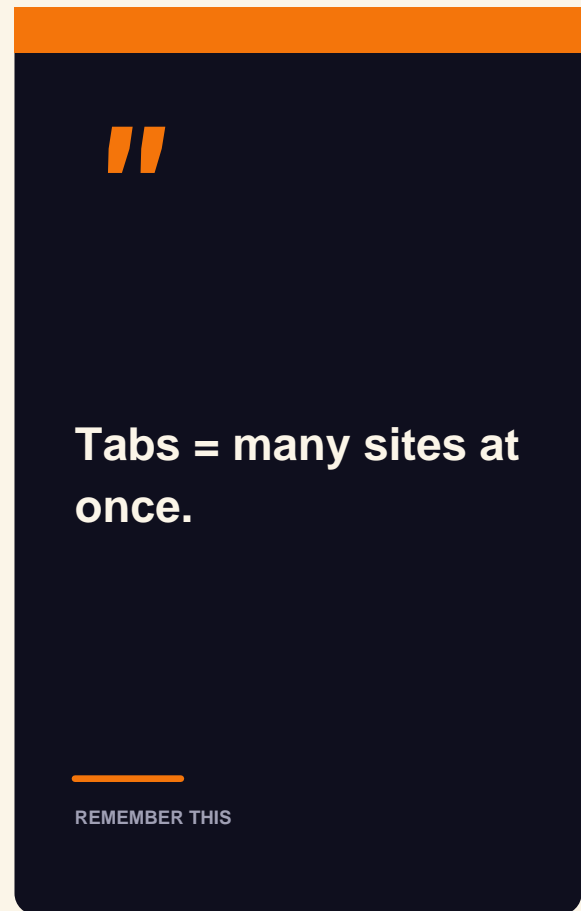 "
Tabs = many sites at
once.
REMEMBER THIS